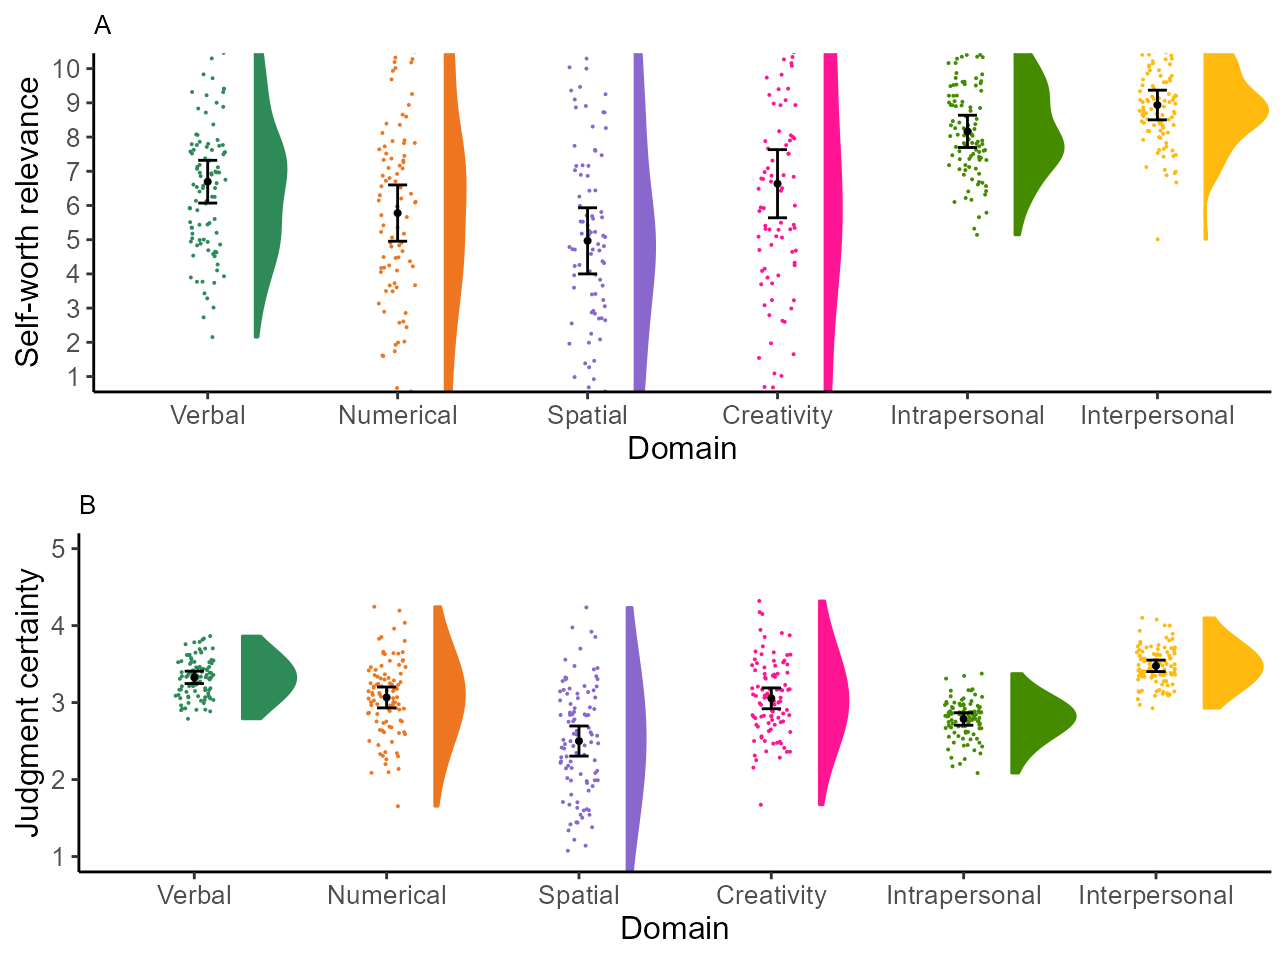 A
Self-worth relevance
10
9
8
7
6
5
4
3
2
1
Verbal Numerical Spatial Creativity Intrapersonal Interpersonal
Domain
B
Judgment certainty
5
4
3
2
1
Verbal Numerical Spatial Creativity Intrapersonal Interpersonal
Domain